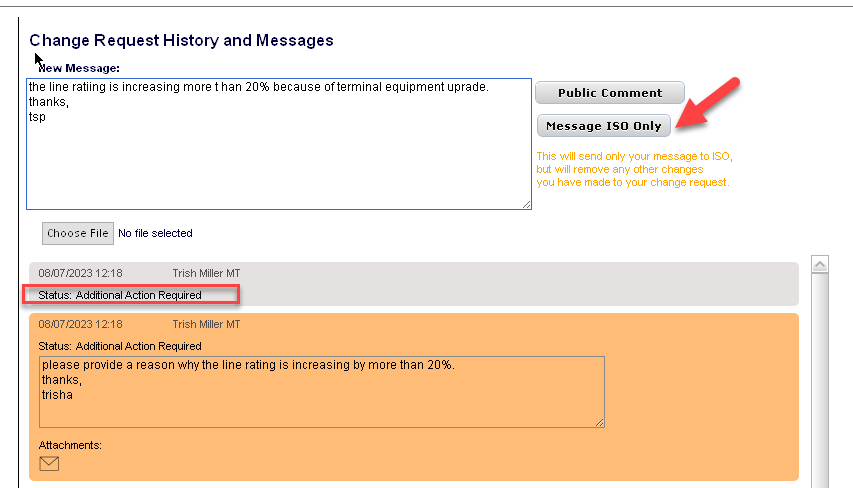 Change Request History and Messages
New Message:
the line ratiing is increasing more t han 20% because of terminal equipment uprade.
thanks,
tsp
Public Comment
Message ISO Only
This will send only your message to ISO,
but will remove any other changes
you have made to your change request.
Choose File No file selected
08/07/2023 12:18 Trish Miller MT
Status: Additional Action Required
08/07/2023 12:18 Trish Miller MT
Status: Additional Action Required
please provide a reason why the line rating is increasing by more than 20%.
thanks,
trisha
Attachments: